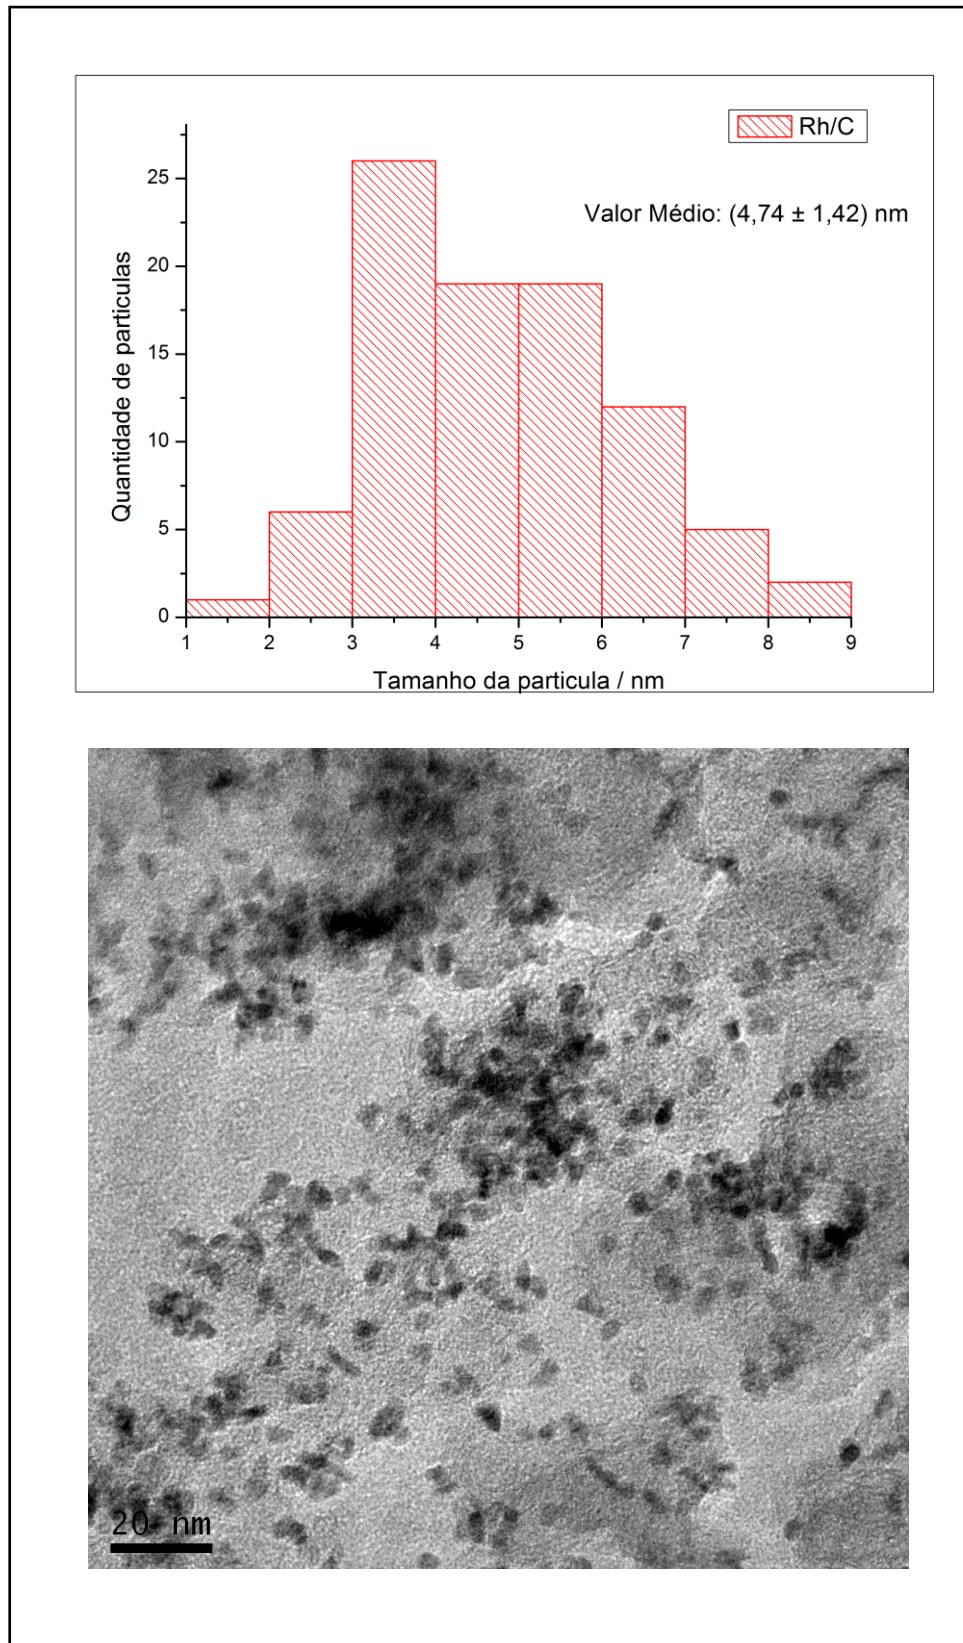 Rh/C
Valor Médio: (4,74 ± 1,42) nm
Quantidade de particulas
25
20
15
10
5
0
1 2 3 4 5 6 7 8 9
Tamanho da particula / nm
20 nm